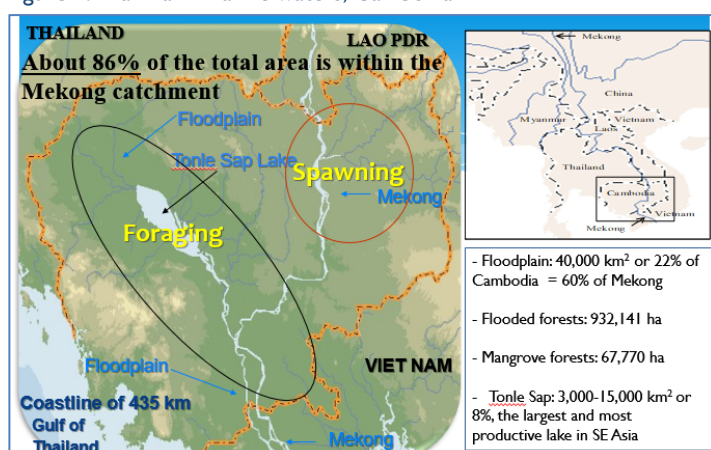 THAILAND
LAO PDR
About 86% of the total area is within the
Mekong catchment
Floodplain
Tonle Sap Lake
Spawning
Mekong
Foraging
Floodplain
VIET NAM
Coastline of 435 km
Gulf of
Thailand
Mekong
Mekong
China
Myanmar
Vietnam
Laos
Thailand
Cambodia
Vietnam
Mekong
- Floodplain: 40,000 km² or 22% of
Cambodia = 60% of Mekong
- Flooded forests: 932,141 ha
- Mangrove forests: 67,770 ha
- Tonle Sap: 3,000-15,000 km² or
8%, the largest and most
productive lake in SE Asia